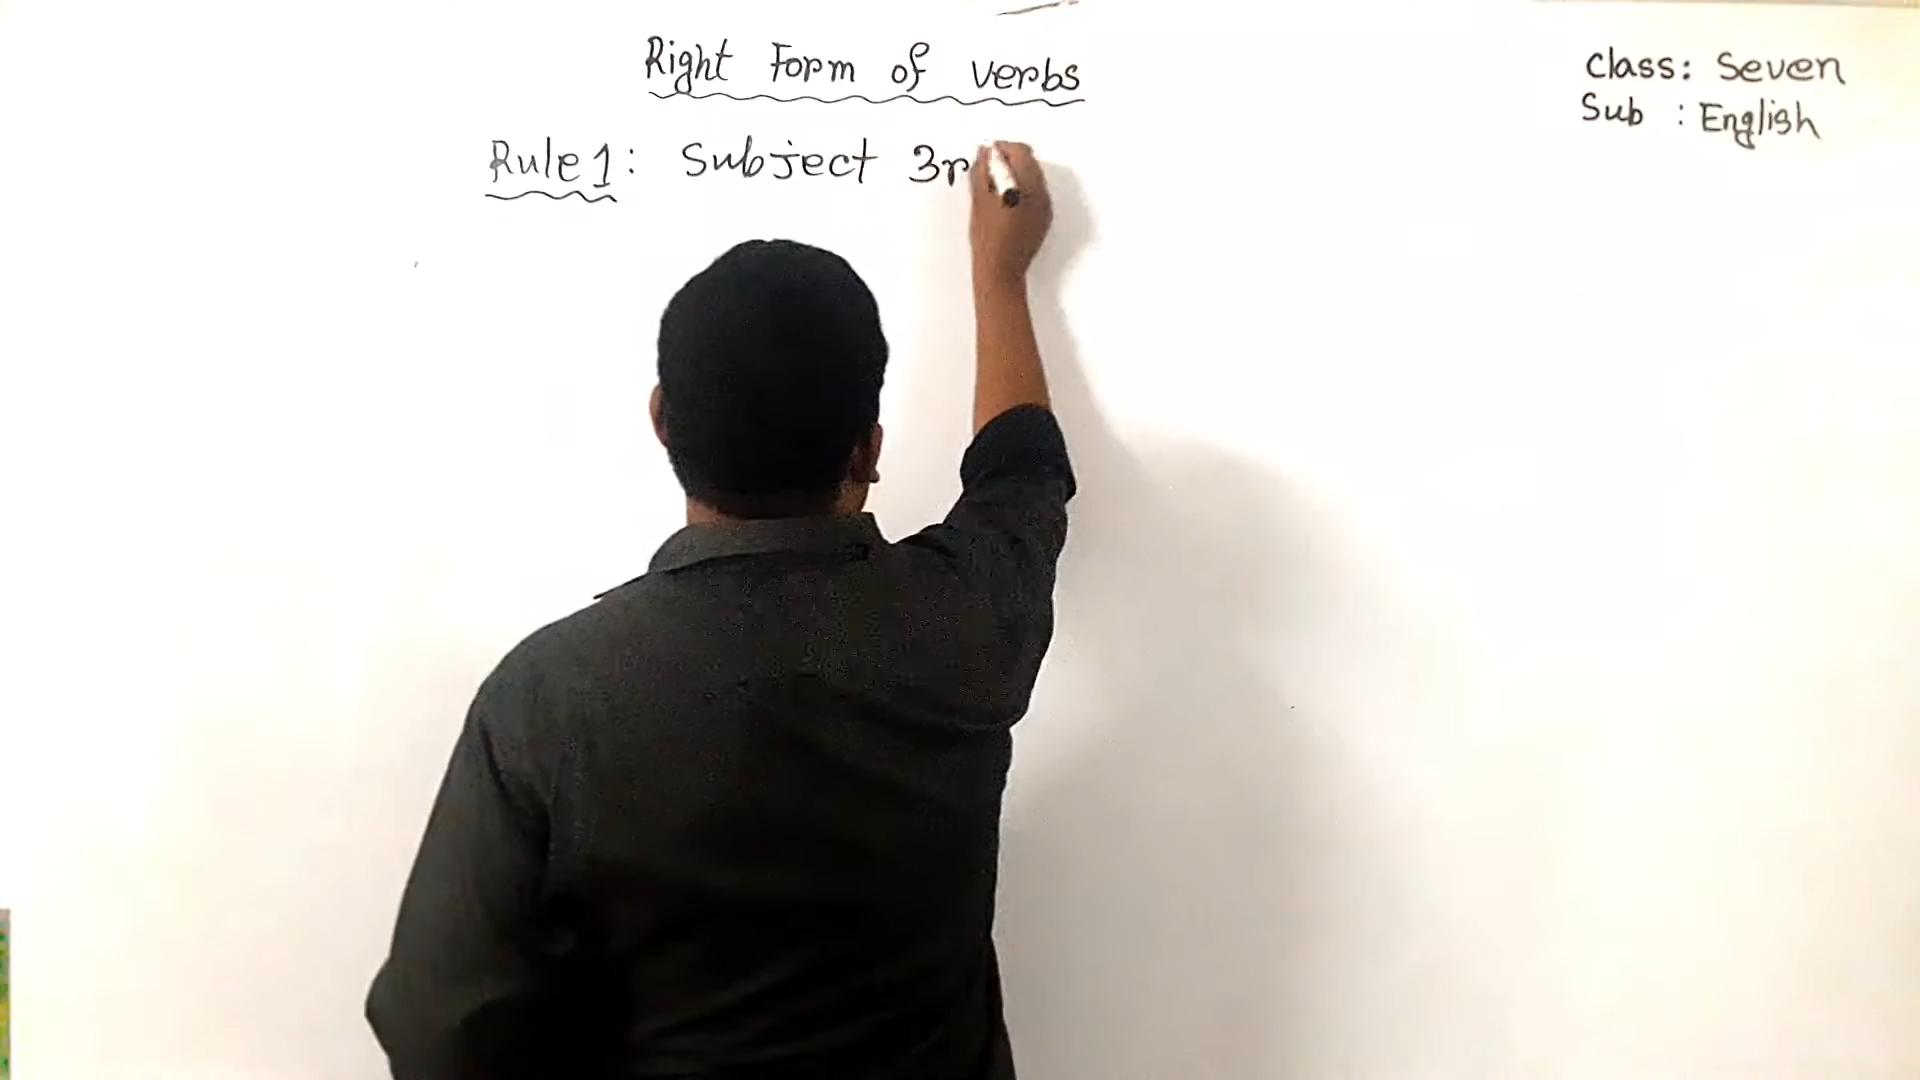 Right Form of verbs
Class: Seven
Sub : English
Rule 1: Subject 3r